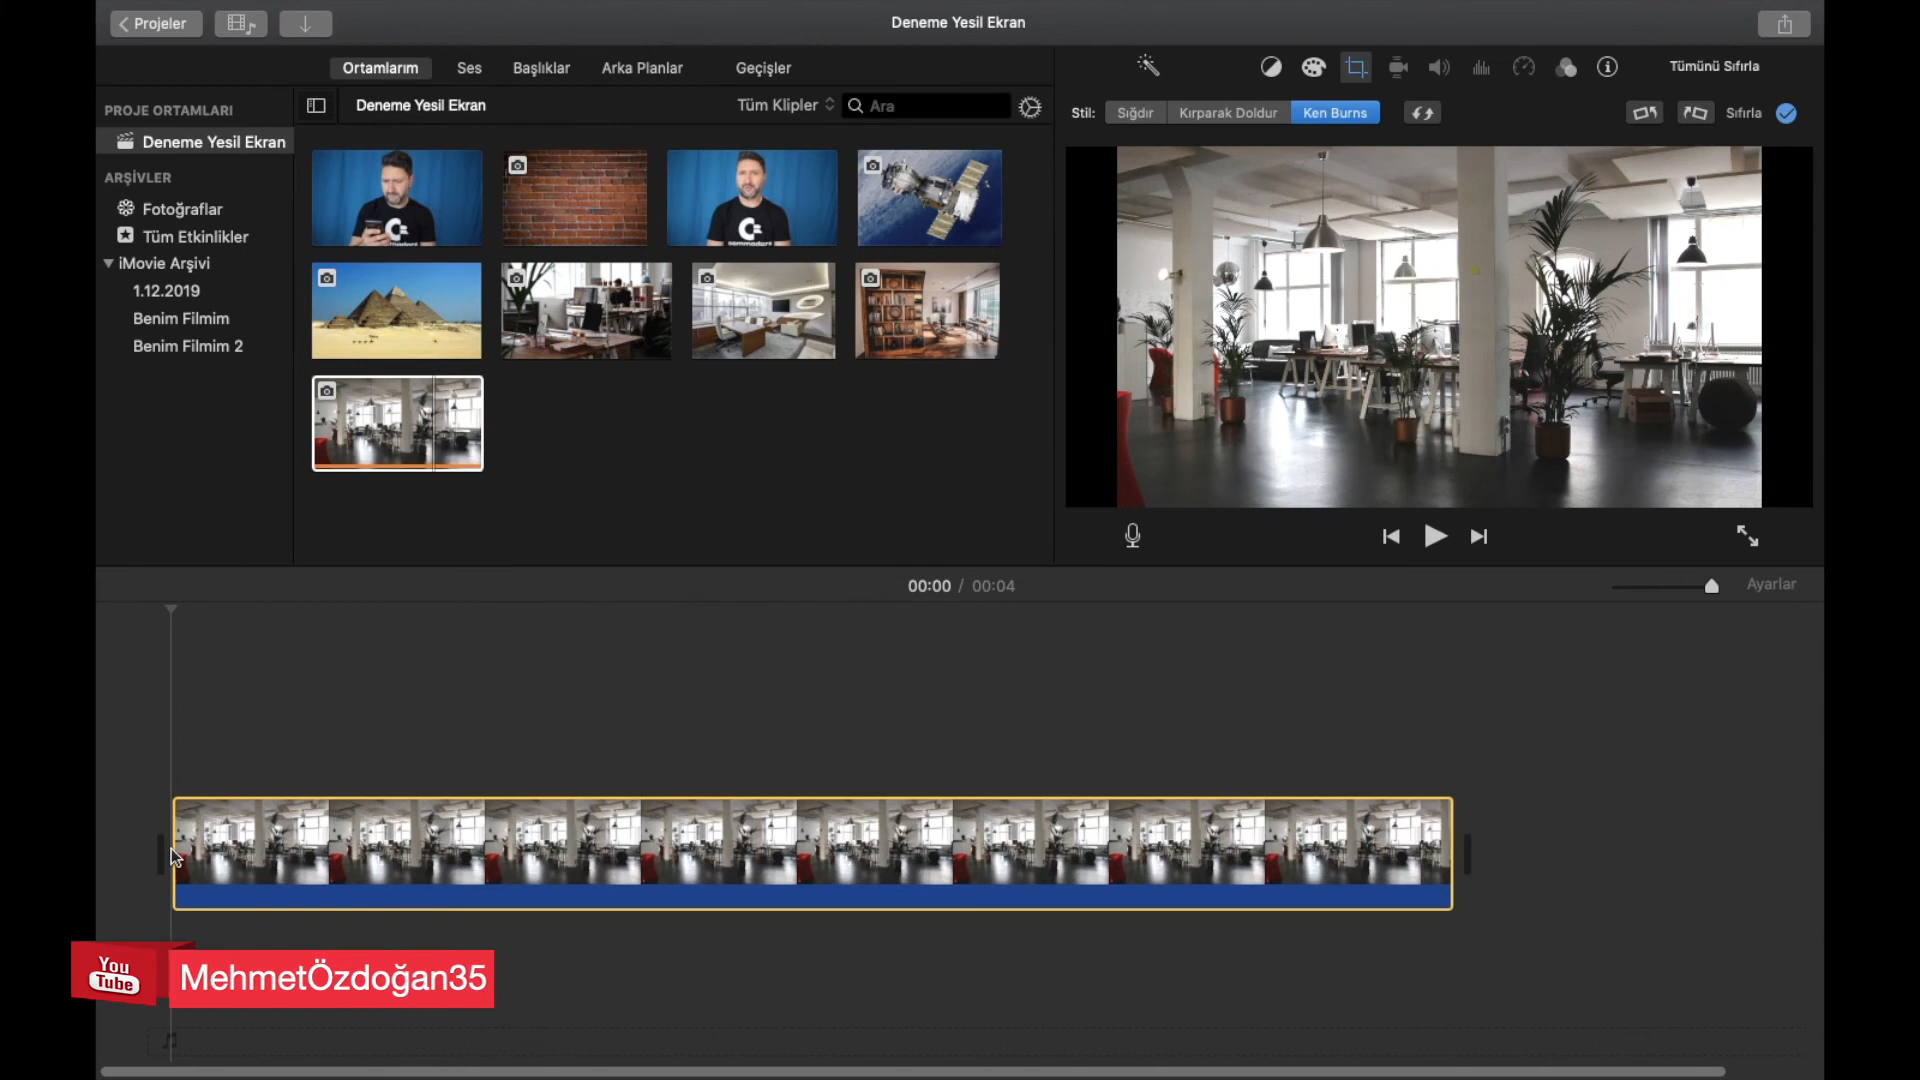 Projeler
Deneme Yesil Ekran
Ortamlarım
Ses
Başlıklar
Arka Planlar
Geçişler
Tümünü Sıfırla
PROJE ORTAMLARI
Deneme Yesil Ekran
ARŞİVLER
Fotoğraflar
Tüm Etkinlikler
iMovie Arşivi
1.12.2019
Benim Filmim
Benim Filmim 2
Deneme Yesil Ekran
Tüm Klipler
Ara
Stil:
Sığdır
Kırparak Doldur
Ken Burns
Sıfırla
00:00 / 00:04
Ayarlar
You
Tube
MehmetÖzdoğan35